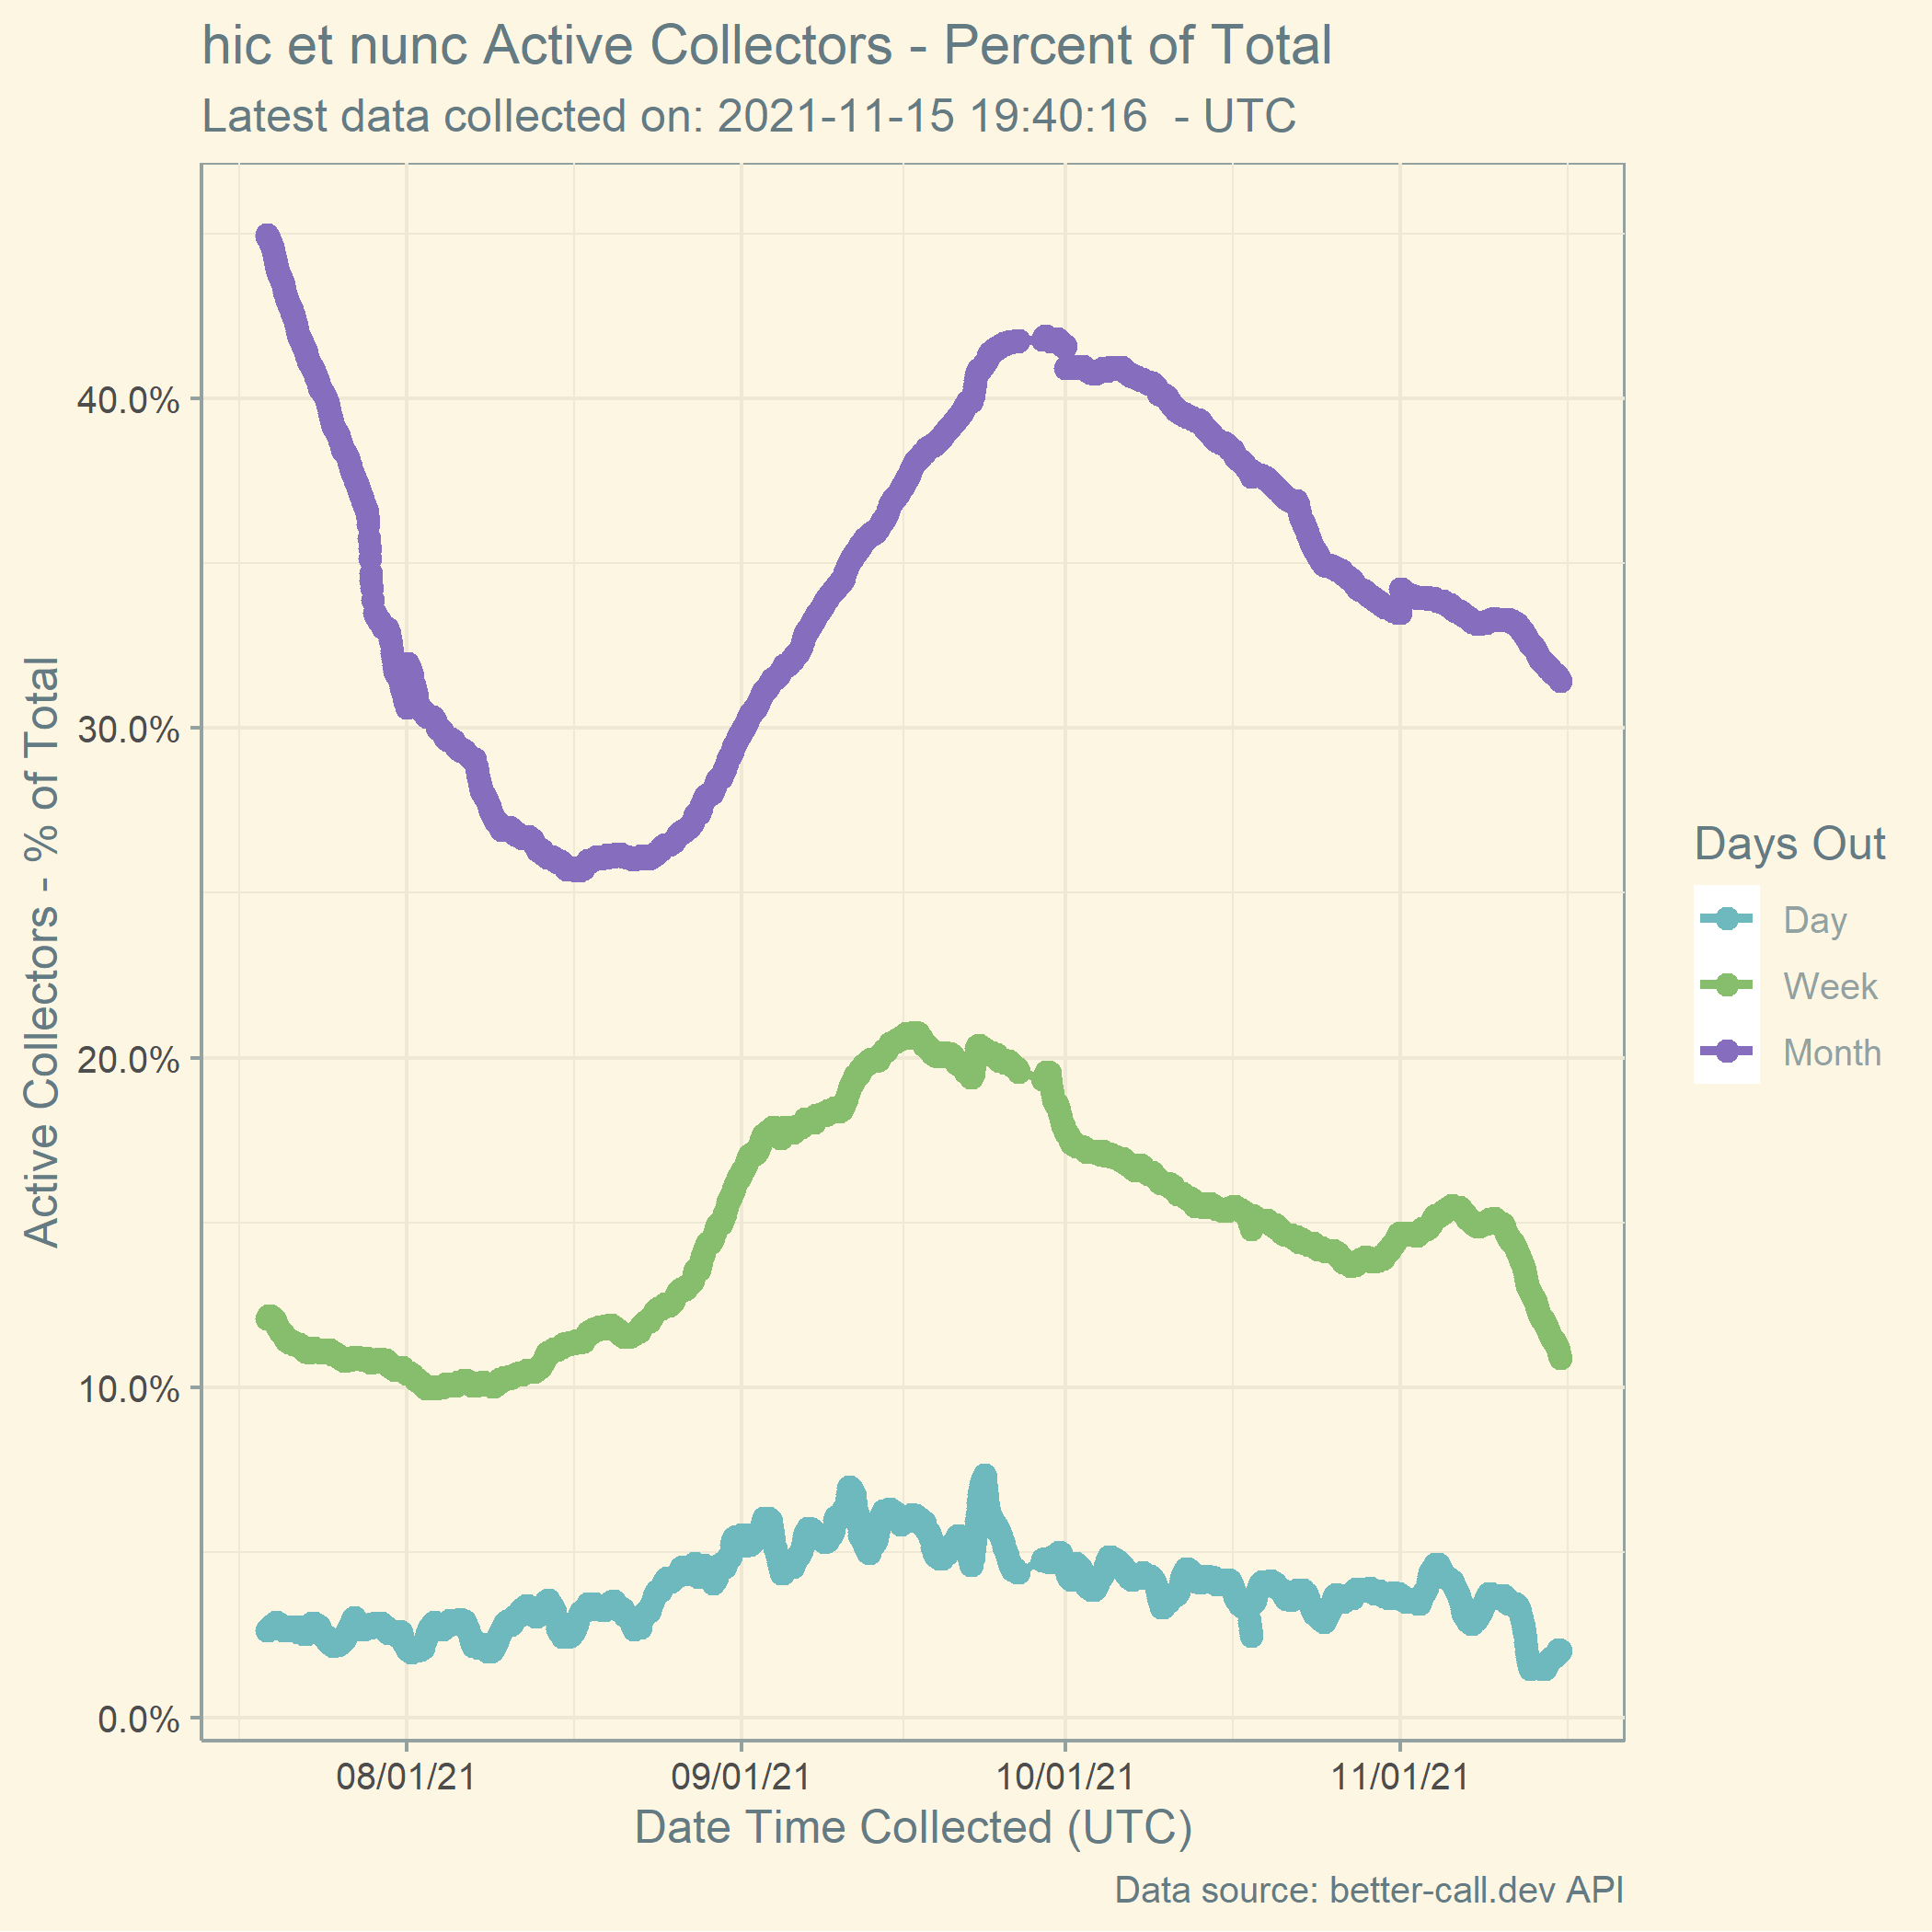 hic et nunc Active Collectors - Percent of Total
Latest data collected on: 2021-11-15 19:40:16  - UTC
Active Collectors - % of Total
40.0%
30.0%
20.0%
10.0%
0.0%
08/01/21
09/01/21
10/01/21
11/01/21
Date Time Collected (UTC)
Days Out
Day
Week
Month
Data source: better-call.dev API